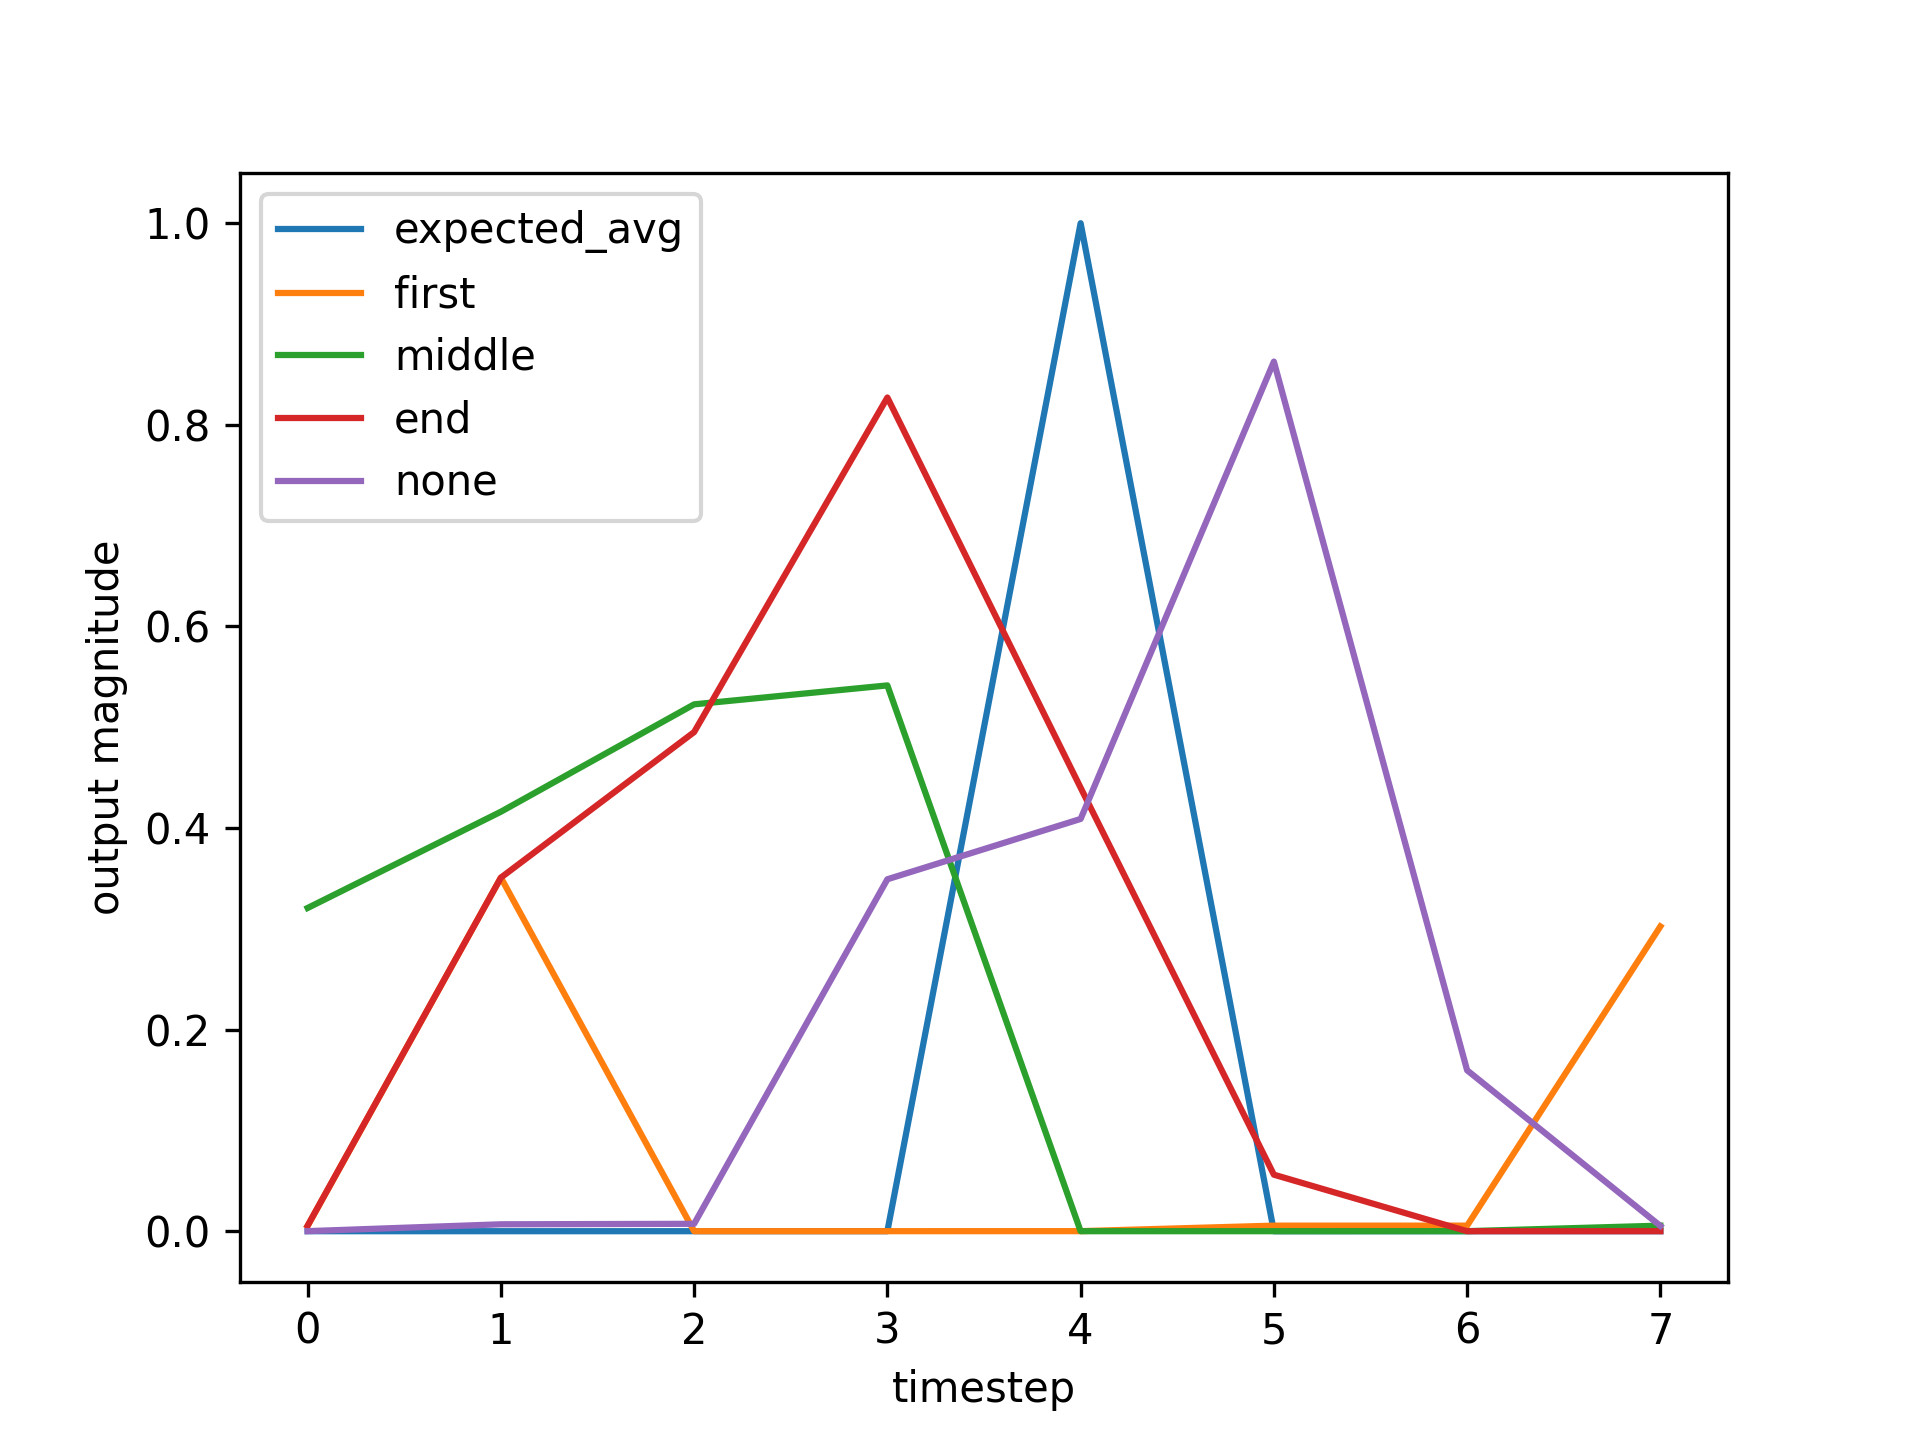 expected_avg
first
middle
end
none
output magnitude
1.0
0.8
0.6
0.4
0.2
0.0
0 1 2 3 4 5 6 7
timestep